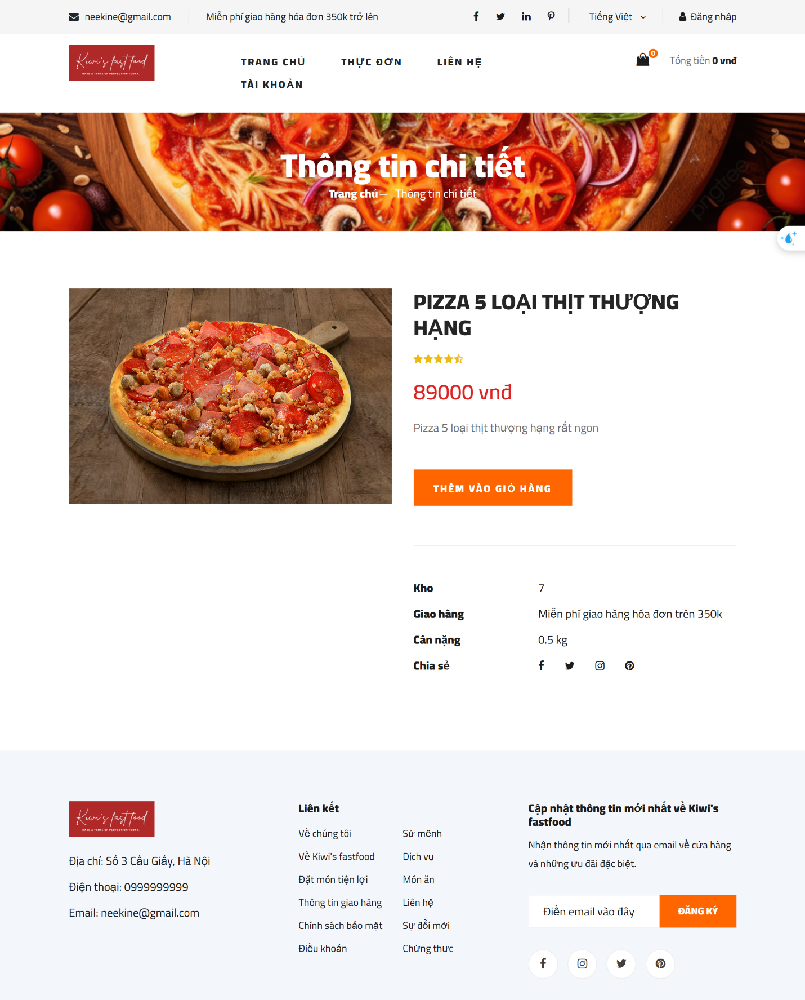 neekine@gmail.com
Miễn phí giao hàng hóa đơn 350k trở lên
Tiếng Việt
Đăng nhập
Kiwi's fast food
HAVE A TASTE OF PERFECTION TODAY.
TRANG CHỦ
THỰC ĐƠN
LIÊN HỆ
TÀI KHOẢN
0
Tổng tiền 0 vnđ
Thông tin chi tiết
Trang chủ — Thông tin chi tiết
pngtree
PIZZA 5 LOẠI THỊT THƯỢNG
HẠNG
89000 vnđ
Pizza 5 loại thịt thượng hạng rất ngon
THÊM VÀO GIỎ HÀNG
Kho 7
Giao hàng Miễn phí giao hàng hóa đơn trên 350k
Cân nặng 0.5 kg
Chia sẻ
Kiwi's fast food
HAVE A TASTE OF PERFECTION TODAY.
Địa chỉ: Số 3 Cầu Giấy, Hà Nội
Điện thoại: 0999999999
Email: neekine@gmail.com
Liên kết
Về chúng tôi
Về Kiwi's fastfood
Đặt món tiện lợi
Thông tin giao hàng
Chính sách bảo mật
Điều khoản
Sứ mệnh
Dịch vụ
Món ăn
Liên hệ
Sự đổi mới
Chứng thực
Cập nhật thông tin mới nhất về Kiwi's
fastfood
Nhận thông tin mới nhất qua email về cửa hàng
và những ưu đãi đặc biệt.
Điền email vào đây
ĐĂNG KÝ